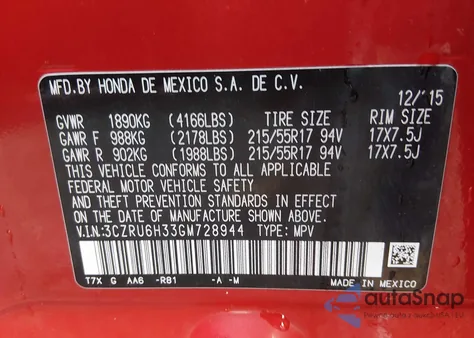 MFD.BY HONDA DE MEXICO S.A. DE C.V.
12/'15
GVWR 1890KG (4166LBS) TIRE SIZE RIM SIZE
GAWR F 988KG (2178LBS) 215/55R17 94V 17X7.5J
GAWR R 902KG (1988LBS) 215/55R17 94V 17X7.5J
THIS VEHICLE CONFORMS TO ALL APPLICABLE
FEDERAL MOTOR VEHICLE SAFETY
AND THEFT PREVENTION STANDARDS IN EFFECT ON
THE DATE OF MANUFACTURE SHOWN ABOVE.
V.I.N:3CZRU6H33GM728944 TYPE: MPV
T7X G AA6 -R81 -A -M
MADE IN MEXICO
autoSnap